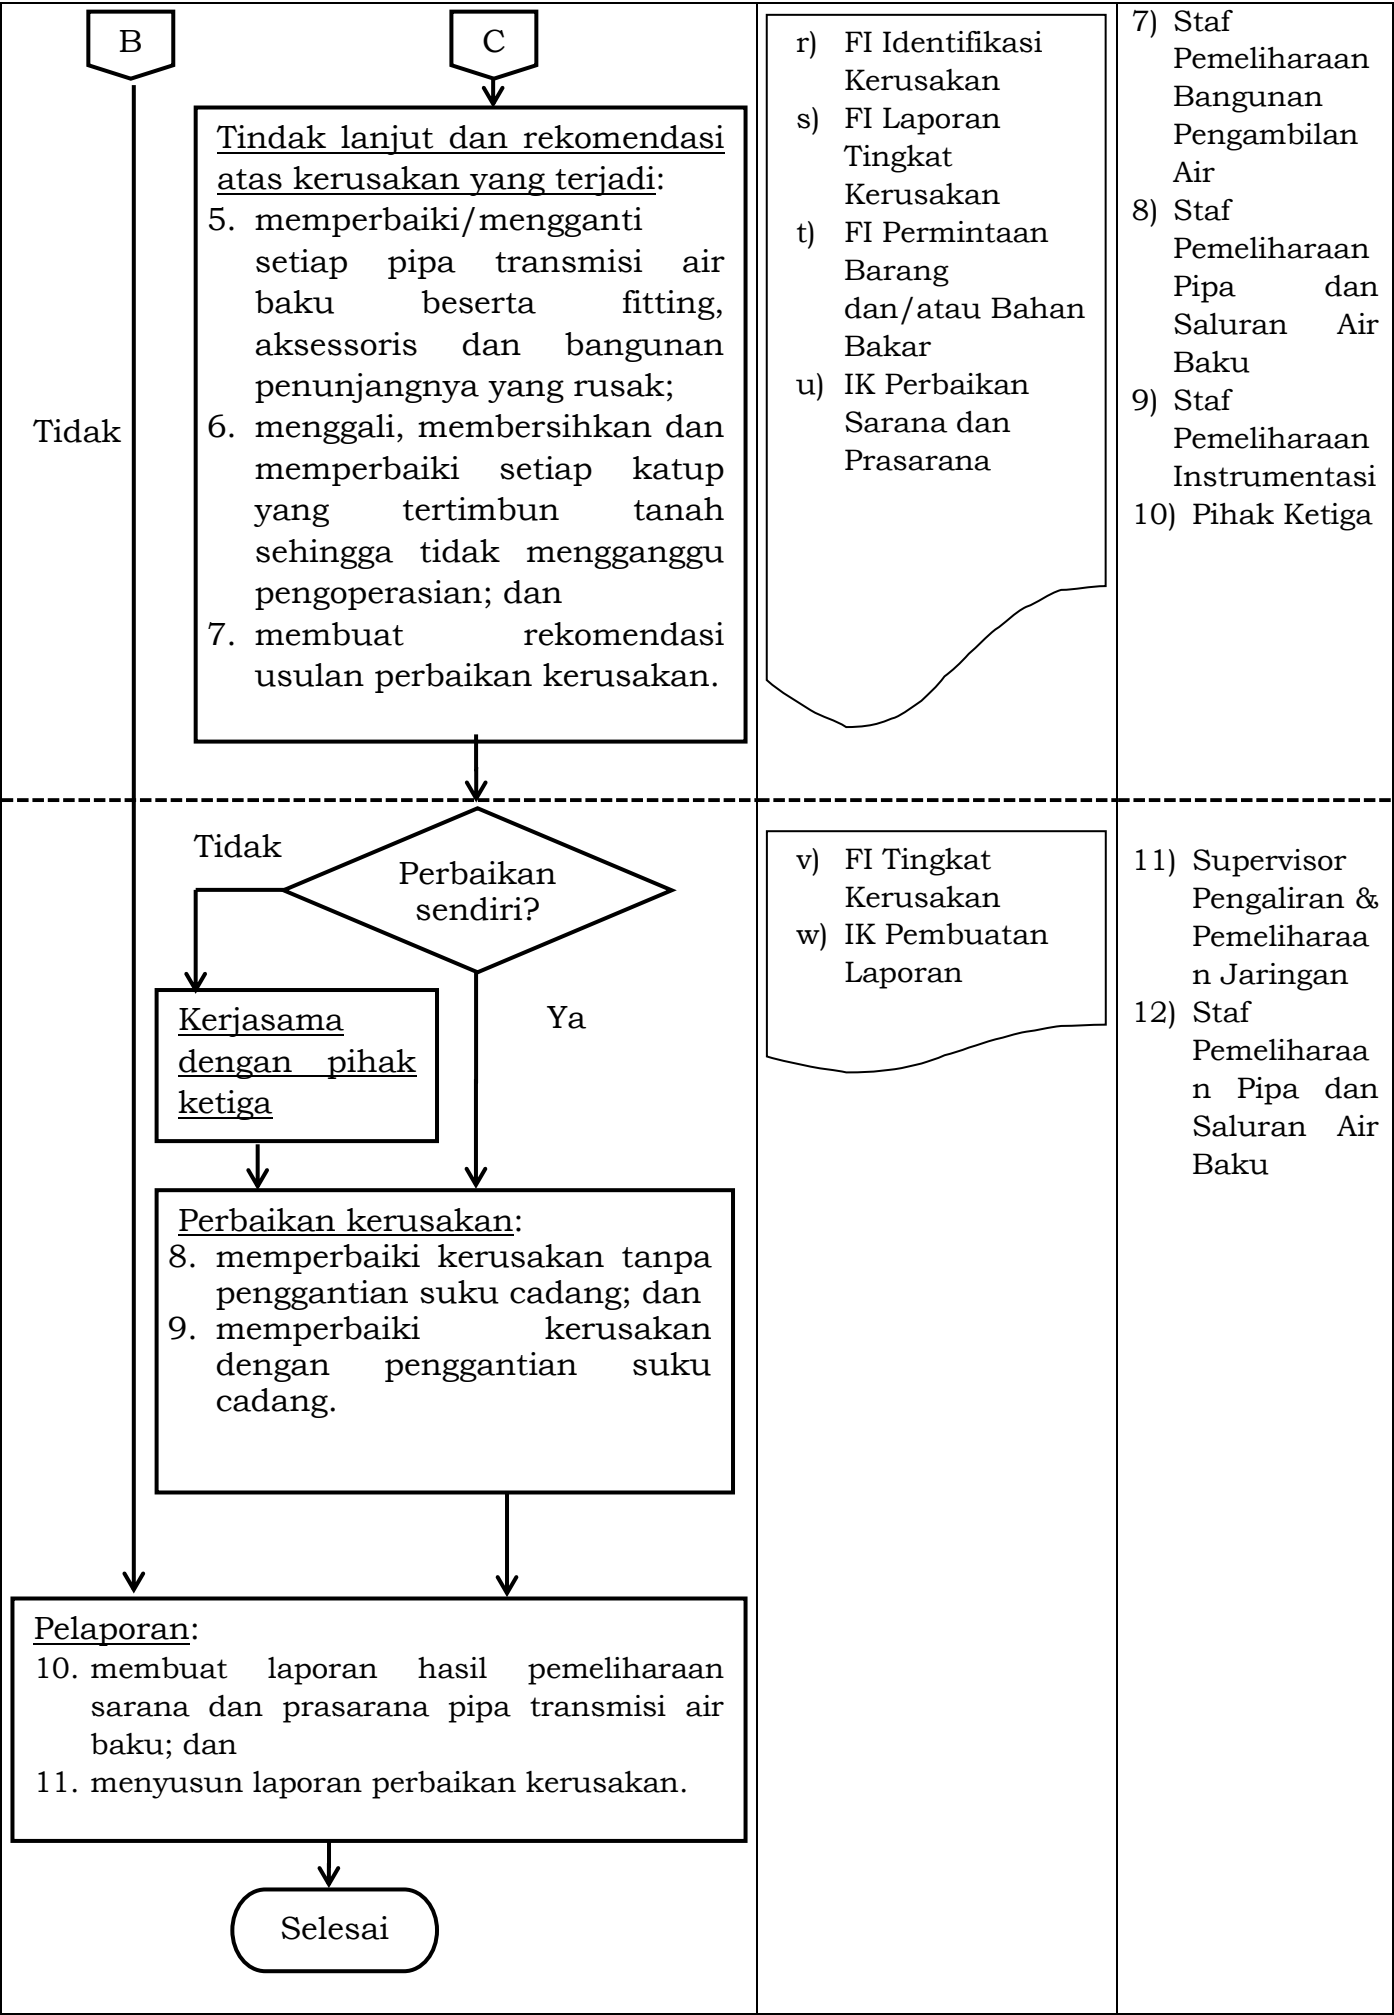 B
C
Tindak lanjut dan rekomendasi
atas kerusakan yang terjadi:
5. memperbaiki/mengganti
setiap pipa transmisi air
baku beserta fitting,
aksessoris dan bangunan
penunjangnya yang rusak;
6. menggali, membersihkan dan
memperbaiki setiap katup
yang tertimbun tanah
sehingga tidak mengganggu
pengoperasian; dan
7. membuat rekomendasi
usulan perbaikan kerusakan.
Tidak
Tidak
Perbaikan
sendiri?
Kerjasama
dengan pihak
ketiga
Ya
Perbaikan kerusakan:
8. memperbaiki kerusakan tanpa
penggantian suku cadang; dan
9. memperbaiki kerusakan
dengan penggantian suku
cadang.
Pelaporan:
10. membuat laporan hasil pemeliharaan
sarana dan prasarana pipa transmisi air
baku; dan
11. menyusun laporan perbaikan kerusakan.
Selesai
r) FI Identifikasi
Kerusakan
s) FI Laporan
Tingkat
Kerusakan
t) FI Permintaan
Barang
dan/atau Bahan
Bakar
u) IK Perbaikan
Sarana dan
Prasarana
v) FI Tingkat
Kerusakan
w) IK Pembuatan
Laporan
7) Staf
Pemeliharaan
Bangunan
Pengambilan
Air
8) Staf
Pemeliharaan
Pipa dan
Saluran Air
Baku
9) Staf
Pemeliharaan
Instrumentasi
10) Pihak Ketiga
11) Supervisor
Pengaliran &
Pemeliharaa
n Jaringan
12) Staf
Pemeliharaa
n Pipa dan
Saluran Air
Baku